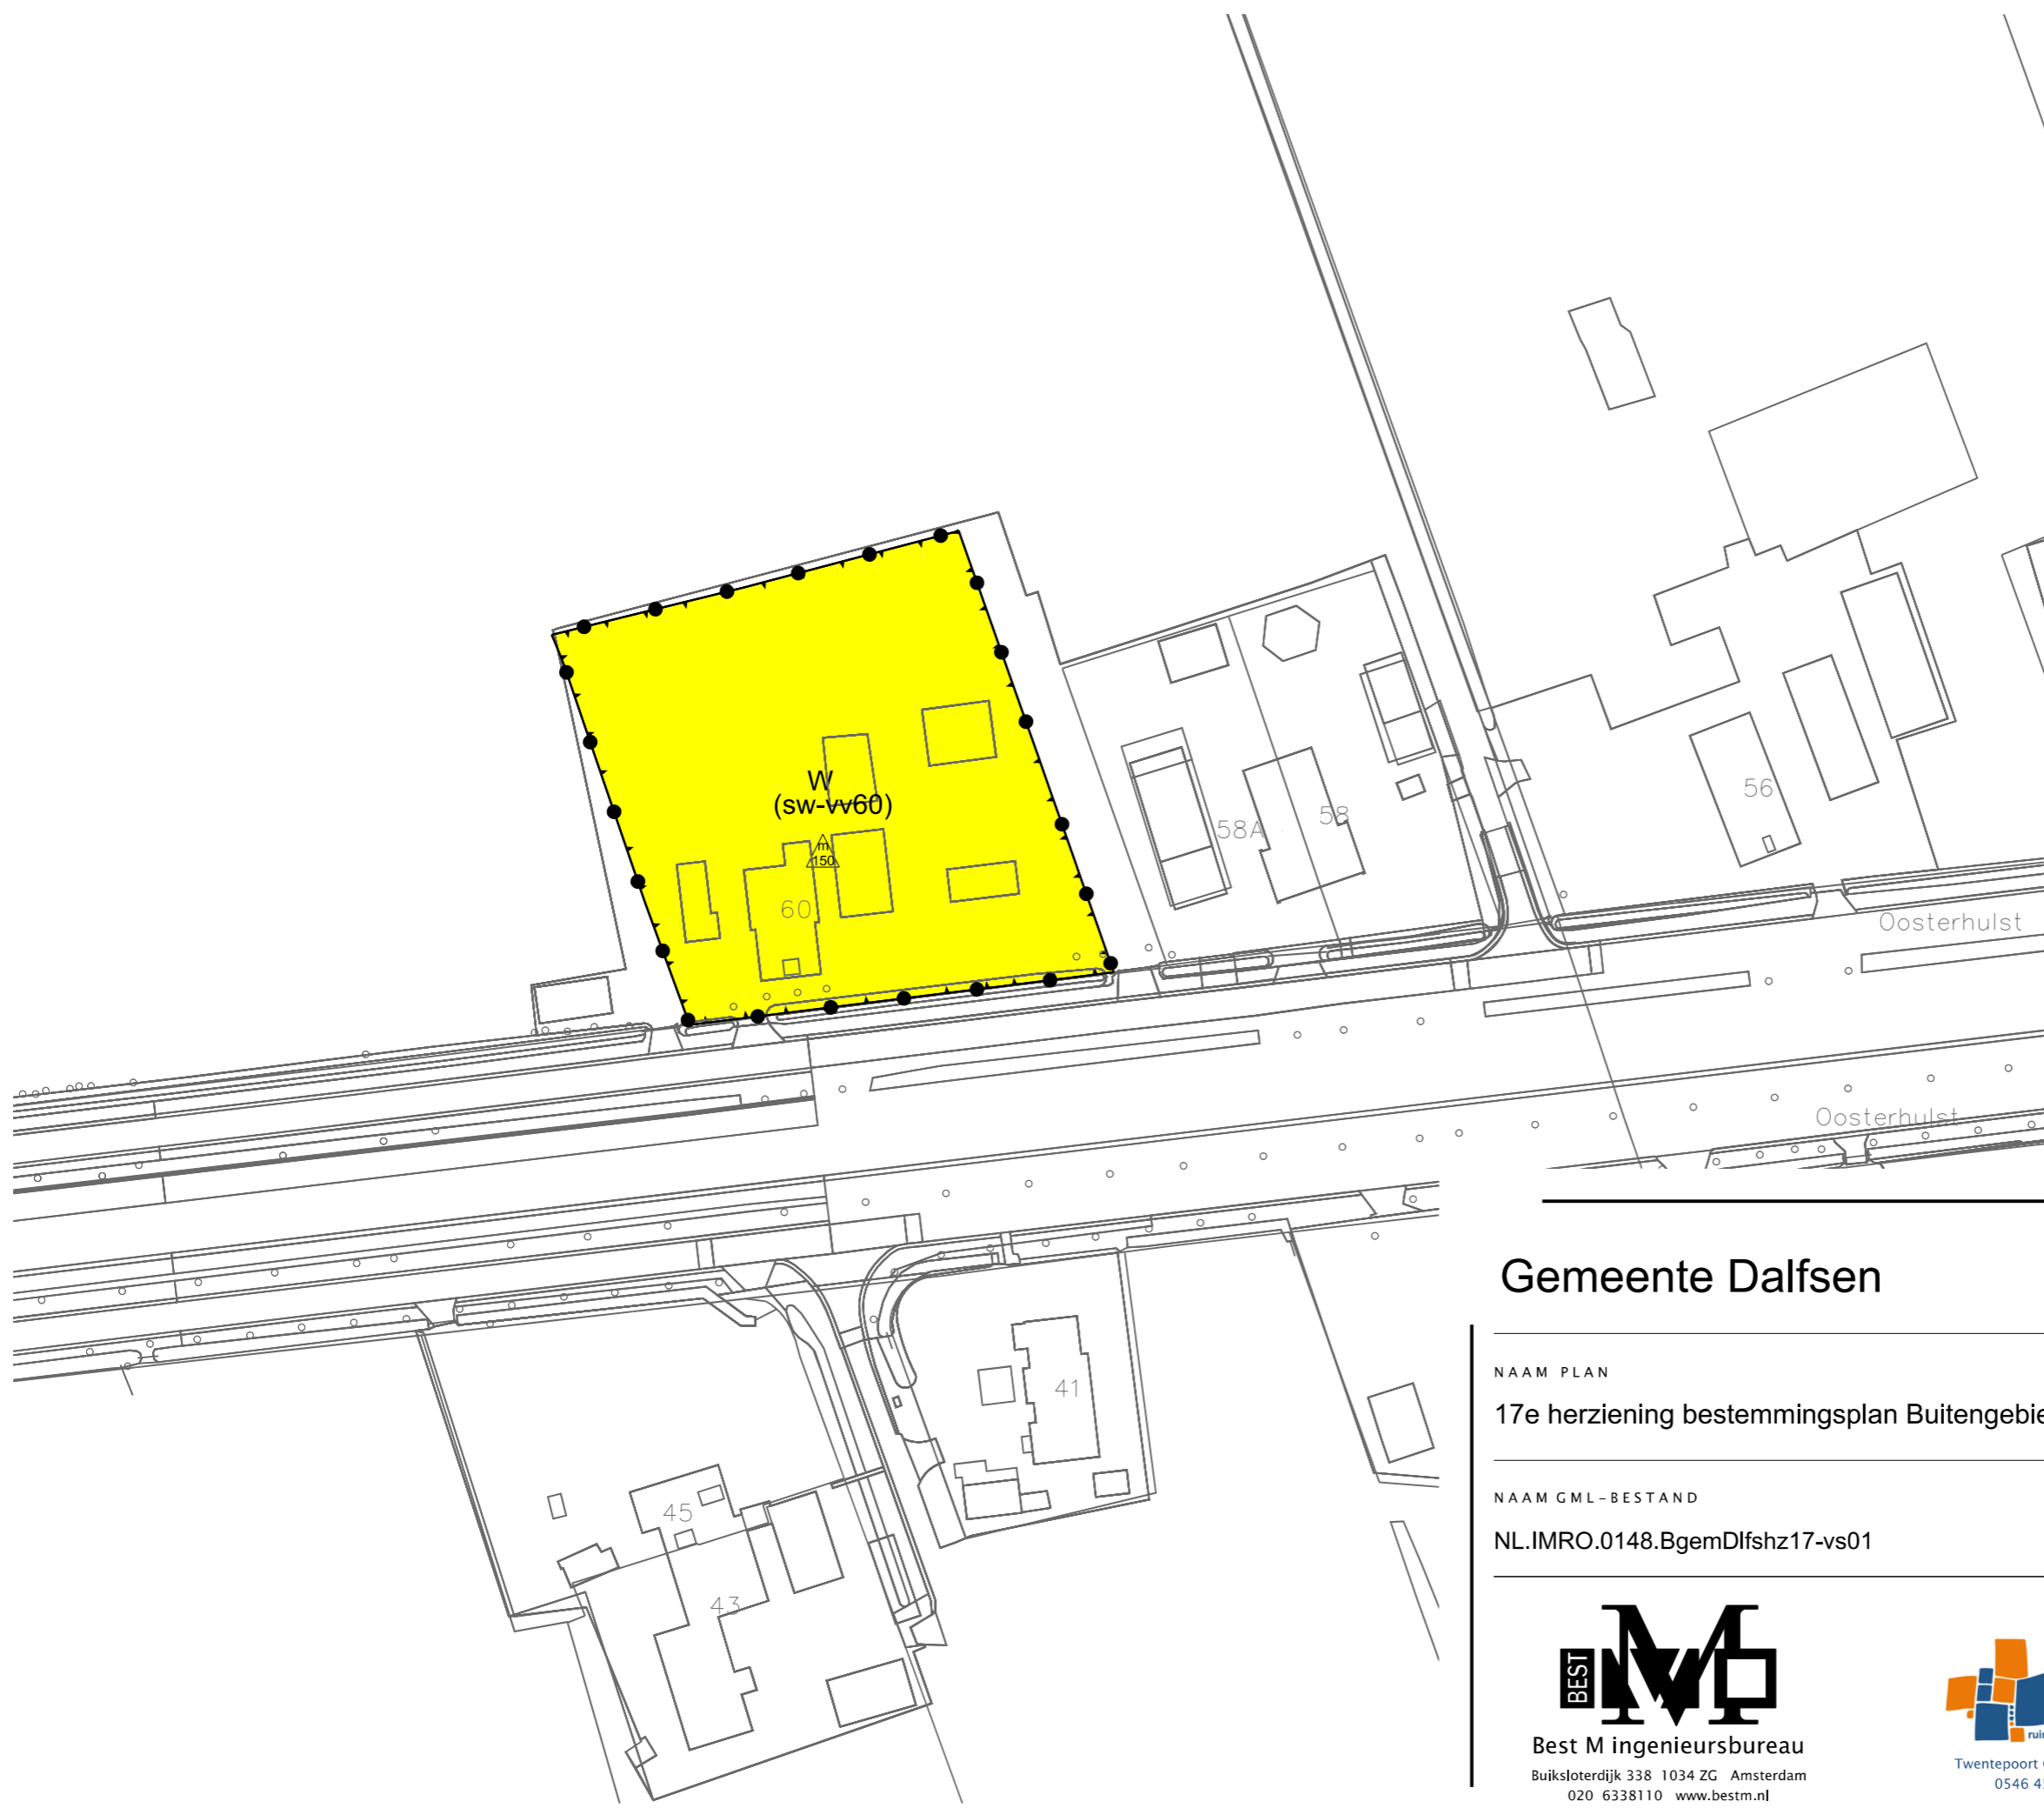 W
(sw-vv60)
m
150
60
58A
58
56
Oosterhulst
Oosterhulst
41
45
43
Gemeente Dalfsen
NAAM PLAN
17e herziening bestemmingsplan
NAAM GML-BESTAND
NL.IMRO.0148.BgemDlfshz17-vs01
BEST
M
Best M ingenieursbureau
Buiksloterdijk 338 1034 ZG Amsterdam
020 6338110 www.bestm.nl
Twentepoort
0546